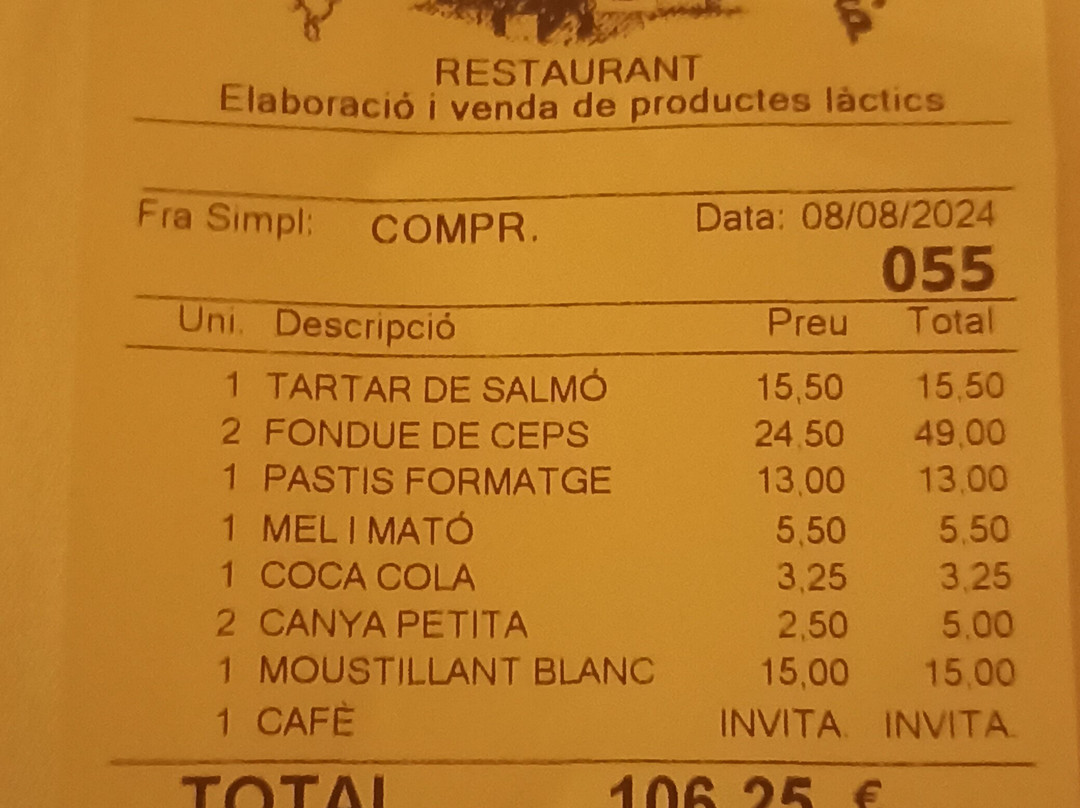 RESTAURANT
Elaboració i venda de productes làctics
Fra Simpl: COMPR. Data: 08/08/2024
055
Uni. Descripció Preu Total
1 TARTAR DE SALMÓ 15,50 15,50
2 FONDUE DE CEPS 24,50 49,00
1 PASTIS FORMATGE 13,00 13,00
1 MEL I MATÓ 5,50 5,50
1 COCA COLA 3,25 3,25
2 CANYA PETITA 2,50 5,00
1 MOUSTILLANT BLANC 15,00 15,00
1 CAFÈ INVITA. INVITA.
TOTAL 106,25 €